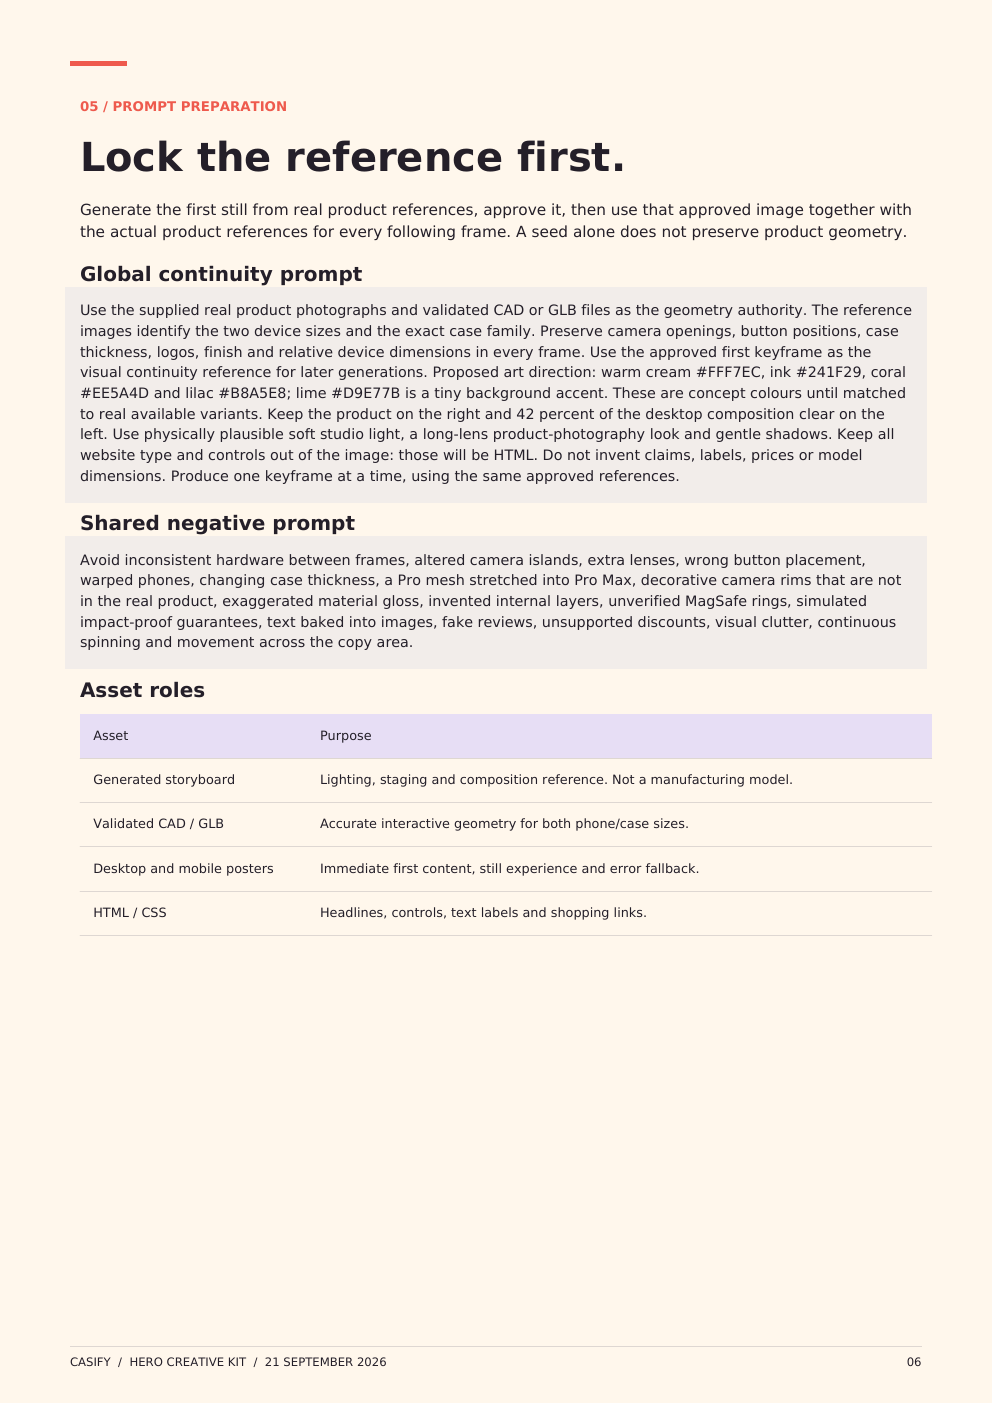 05 / PROMPT PREPARATION
Lock the reference first.
Generate the first still from real product references, approve it, then use that approved image together with
the actual product references for every following frame. A seed alone does not preserve product geometry.
Global continuity prompt
Use the supplied real product photographs and validated CAD or GLB files as the geometry authority. The reference
images identify the two device sizes and the exact case family. Preserve camera openings, button positions, case
thickness, logos, finish and relative device dimensions in every frame. Use the approved first keyframe as the
visual continuity reference for later generations. Proposed art direction: warm cream #FFF7EC, ink #241F29, coral
#EE5A4D and lilac #B8A5E8; lime #D9E77B is a tiny background accent. These are concept colours until matched
to real available variants. Keep the product on the right and 42 percent of the desktop composition clear on the
left. Use physically plausible soft studio light, a long-lens product-photography look and gentle shadows. Keep all
website type and controls out of the image: those will be HTML. Do not invent claims, labels, prices or model
dimensions. Produce one keyframe at a time, using the same approved references.
Shared negative prompt
Avoid inconsistent hardware between frames, altered camera islands, extra lenses, wrong button placement,
warped phones, changing case thickness, a Pro mesh stretched into Pro Max, decorative camera rims that are not
in the real product, exaggerated material gloss, invented internal layers, unverified MagSafe rings, simulated
impact-proof guarantees, text baked into images, fake reviews, unsupported discounts, visual clutter, continuous
spinning and movement across the copy area.
Asset roles
Asset Purpose
Generated storyboard Lighting, staging and composition reference. Not a manufacturing model.
Validated CAD / GLB Accurate interactive geometry for both phone/case sizes.
Desktop and mobile posters Immediate first content, still experience and error fallback.
HTML / CSS Headlines, controls, text labels and shopping links.
CASIFY / HERO CREATIVE KIT / 21 SEPTEMBER 2026 06